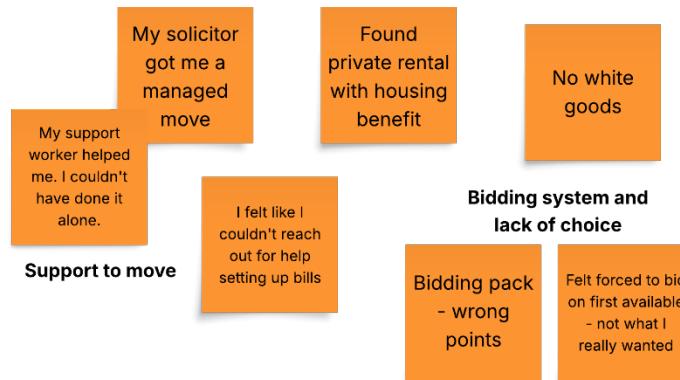 My solicitor
got me a
managed
move
Found
private rental
with housing
benefit
No white
goods
My support
worker helped
me. I couldn't
have done it
alone.
I felt like I
couldn't reach
out for help
setting up bills
Support to move
Bidding system and
lack of choice
Bidding pack
- wrong
points
Felt forced to bid
on first available
- not what I
really wanted